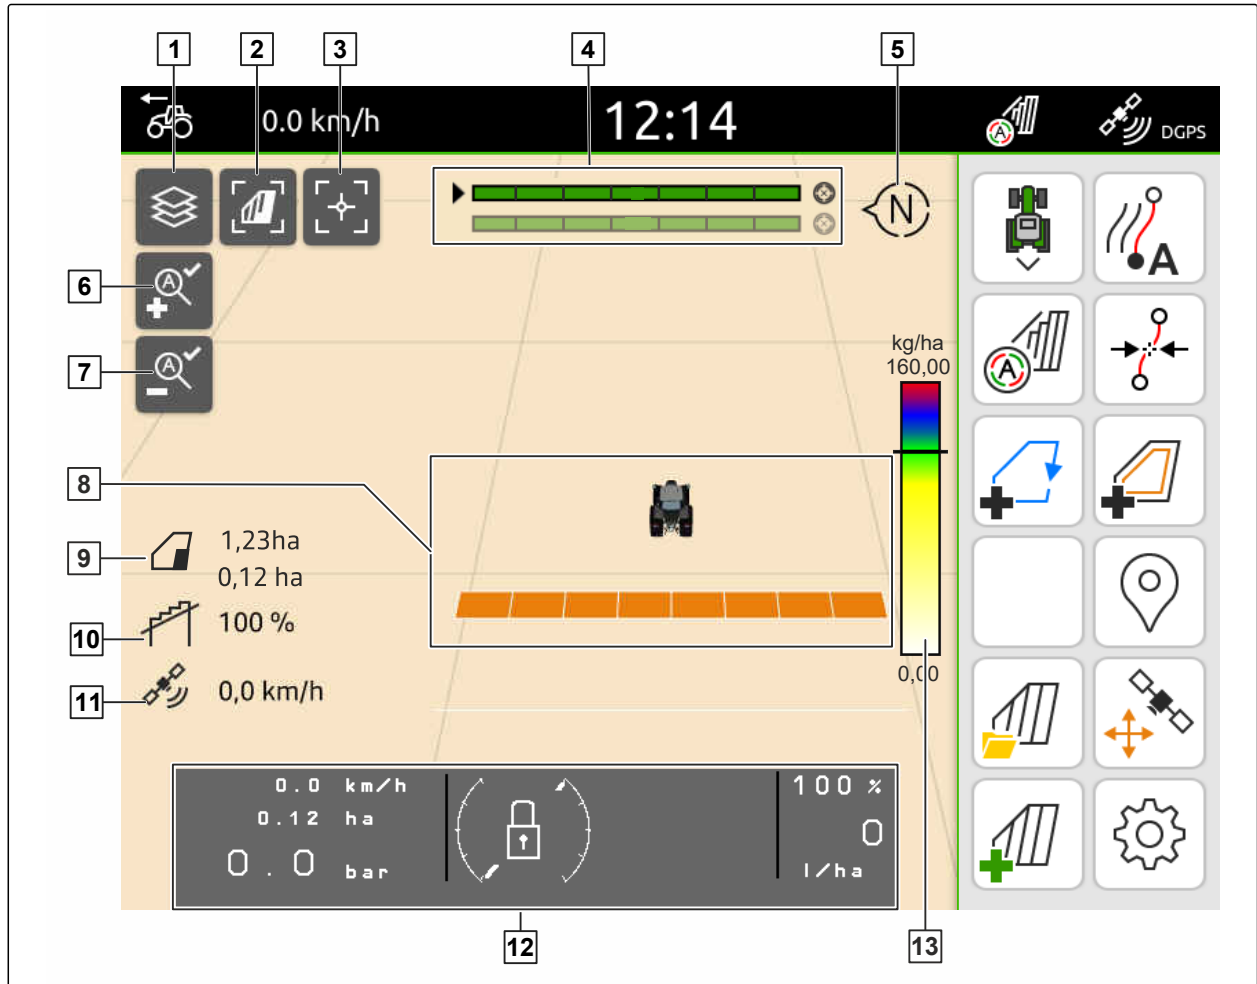 1 2 3 4 5
0.0 km/h 12:14 A DGPS
N
A
6 A
kg/ha
160,00
A
7 A
8
9 1,23ha
0,12 ha
10 100 %
11 0,0 km/h
0,00
0.0 km/h 100 %
0.12 ha
0.0 bar 0
l/ha
12 13